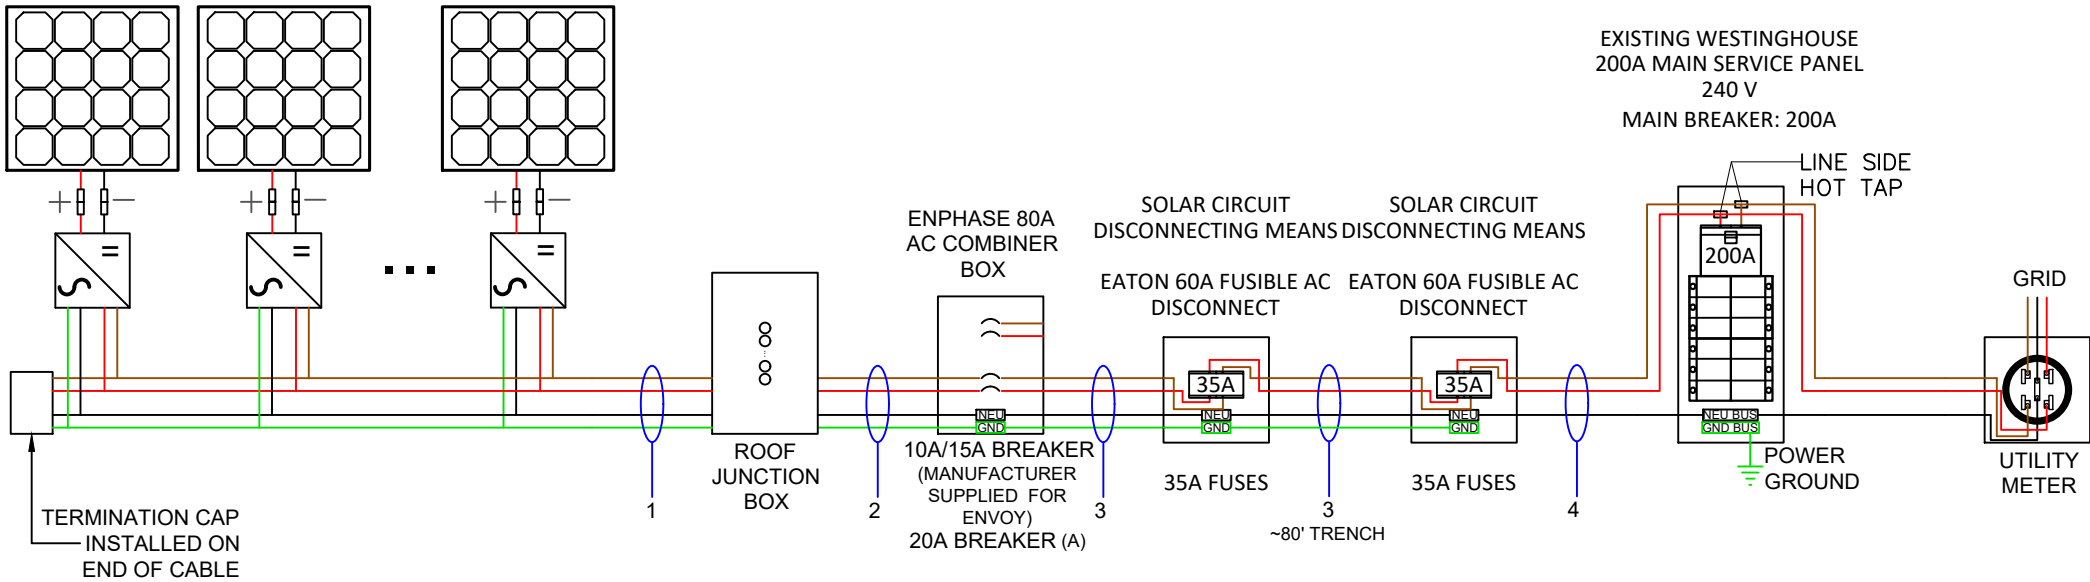 EXISTING WESTINGHOUSE
200A MAIN SERVICE PANEL
240 V
MAIN BREAKER: 200A
LINE SIDE
HOT TAP
SOLAR CIRCUIT
DISCONNECTING MEANS
EATON 60A FUSIBLE AC
DISCONNECT
SOLAR CIRCUIT
DISCONNECTING MEANS
EATON 60A FUSIBLE AC
DISCONNECT
ENPHASE 80A
AC COMBINER
BOX
200A
GRID
35A
NEU
GND
35A
NEU
GND
NEU
GND
NEU BUS
GND BUS
POWER
GROUND
UTILITY
METER
ROOF
JUNCTION
BOX
10A/15A BREAKER
(MANUFACTURER
SUPPLIED FOR
ENVOY)
20A BREAKER (A)
35A FUSES
35A FUSES
1
2
3
3
~80' TRENCH
4
TERMINATION CAP
INSTALLED ON
END OF CABLE